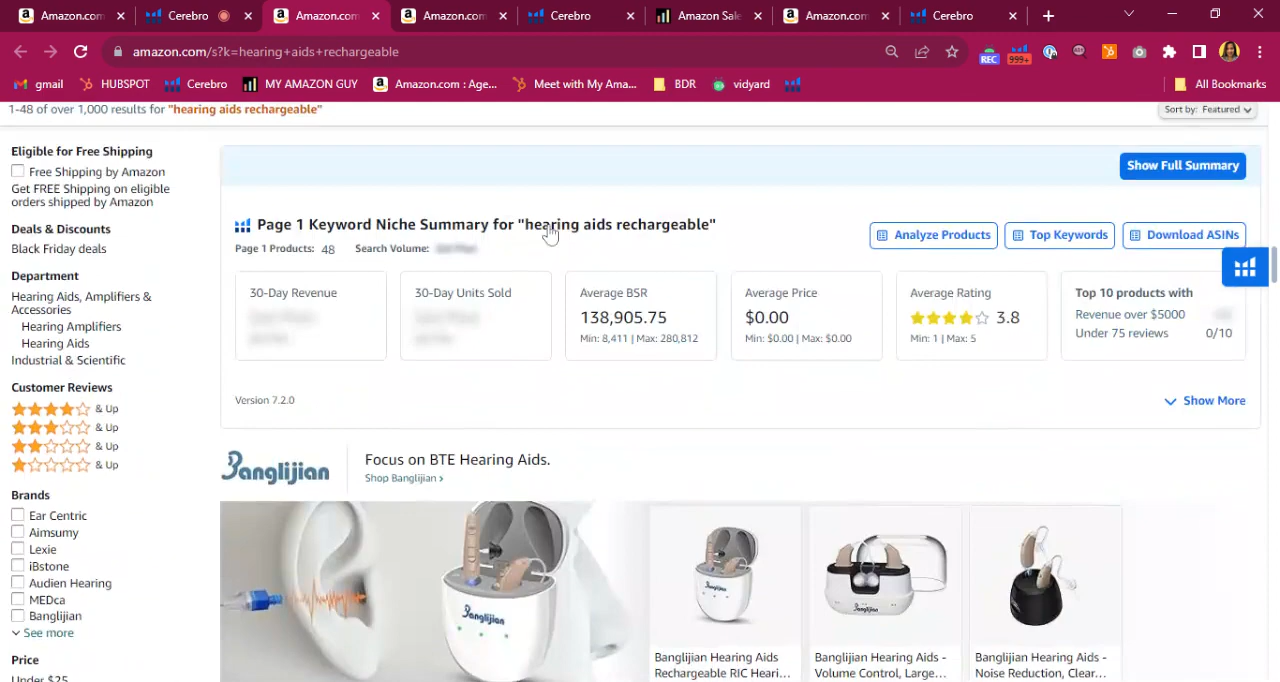 Amazon.com
Cerebro
Amazon.com
Amazon.com
Cerebro
Amazon Sale
Amazon.com
Cerebro
amazon.com/s?k=hearing+aids+rechargeable
REC
999+
gmail
HUBSPOT
Cerebro
MY AMAZON GUY
Amazon.com : Age...
Meet with My Ama...
BDR
vidyard
All Bookmarks
1-48 of over 1,000 results for "hearing aids rechargeable"
Sort by: Featured
Eligible for Free Shipping
Free Shipping by Amazon
Get FREE Shipping on eligible
orders shipped by Amazon
Deals & Discounts
Black Friday deals
Department
Hearing Aids, Amplifiers &
Accessories
Hearing Amplifiers
Hearing Aids
Industrial & Scientific
Customer Reviews
& Up
& Up
& Up
& Up
Brands
Ear Centric
Aimsumy
Lexie
iBstone
Audien Hearing
MEDca
Banglijian
See more
Price
Under $25
Show Full Summary
Page 1 Keyword Niche Summary for "hearing aids rechargeable"
Page 1 Products: 48 Search Volume:
Analyze Products
Top Keywords
Download ASINs
30-Day Revenue
30-Day Units Sold
Average BSR
138,905.75
Min: 8,411 | Max: 280,812
Average Price
$0.00
Min: $0.00 | Max: $0.00
Average Rating
3.8
Min: 1 | Max: 5
Top 10 products with
Revenue over $5000
Under 75 reviews 0/10
Version 7.2.0
Show More
Banglijian
Focus on BTE Hearing Aids.
Shop Banglijian ›
Banglijian
Banglijian
Banglijian
Banglijian Hearing Aids
Rechargeable RIC Heari...
Banglijian Hearing Aids -
Volume Control, Large...
Banglijian Hearing Aids -
Noise Reduction, Clear...